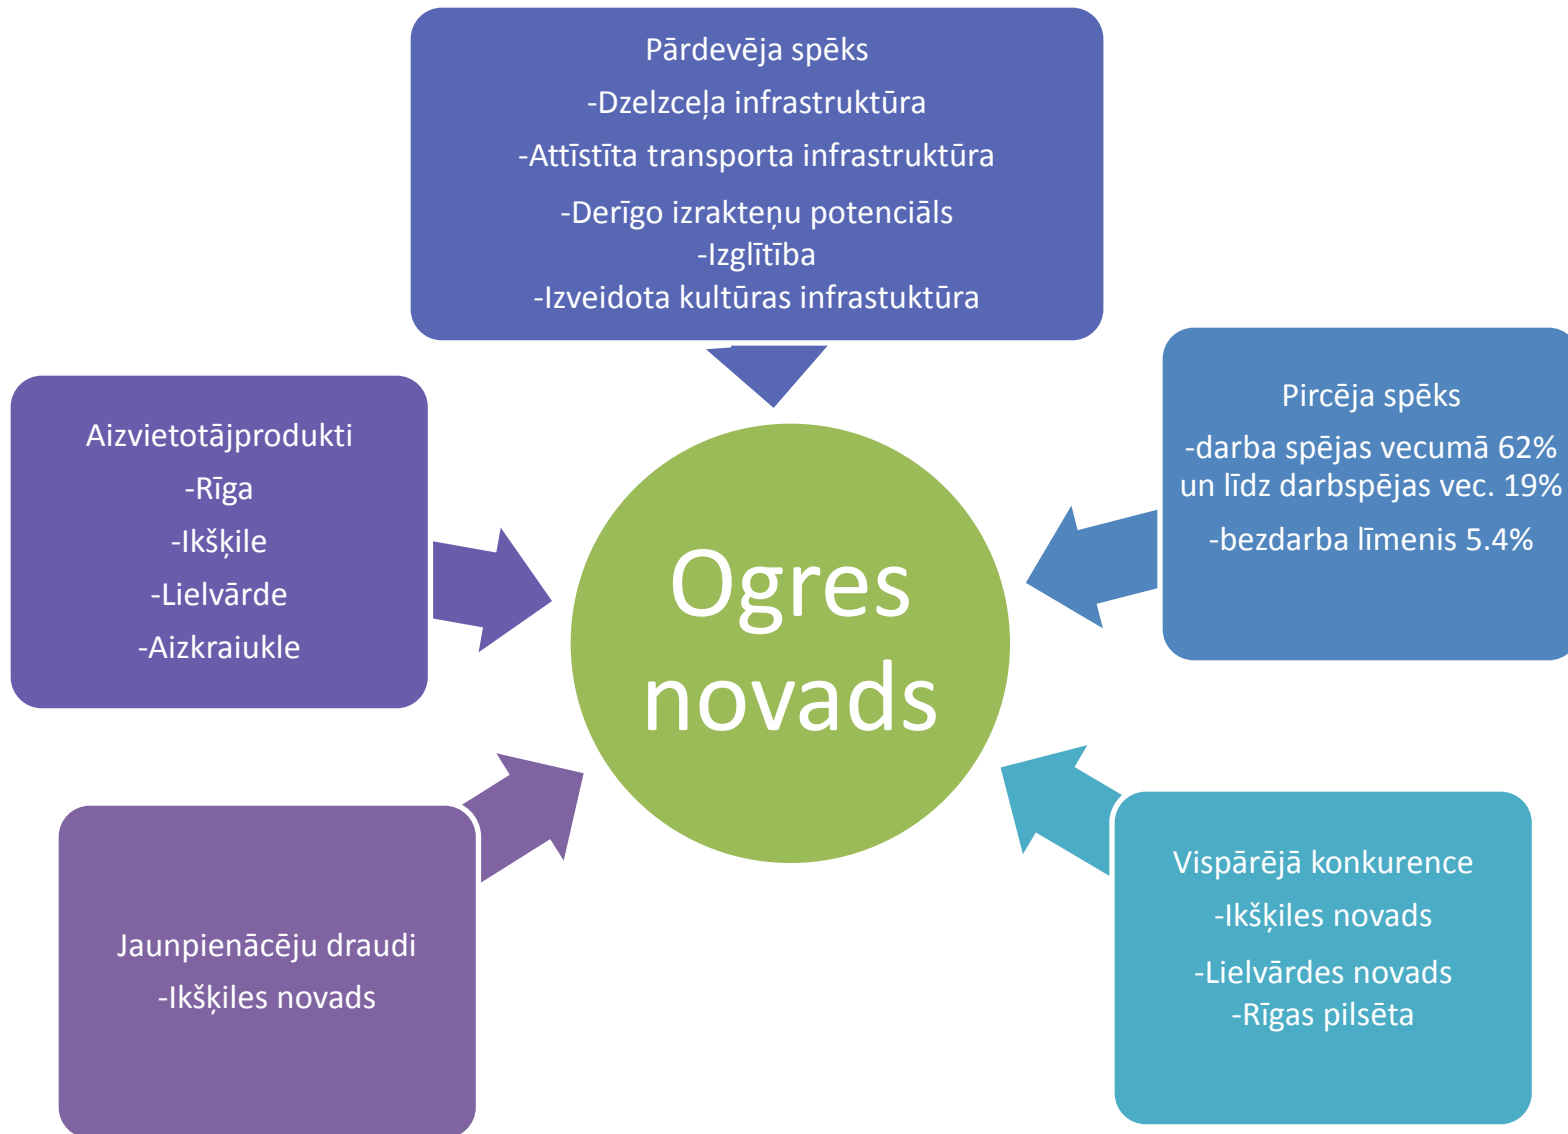 Pārdevēja spēks
-Dzelzceļa infrastruktūra
-Attīstīta transporta infrastruktūra
-Derīgo izrakteņu potenciāls
-Izglītība
-Izveidota kultūras infrastuktūra
Pircēja spēks
-darba spējas vecumā 62%
un līdz darbspējas vec. 19%
-bezdarba līmenis 5.4%
Aizvietotājprodukti
-Rīga
-Ikšķile
-Lielvārde
-Aizkraiukle
Ogres
novads
Jaunpienācēju draudi
-Ikšķiles novads
Vispārējā konkurence
-Ikšķiles novads
-Lielvārdes novads
-Rīgas pilsēta